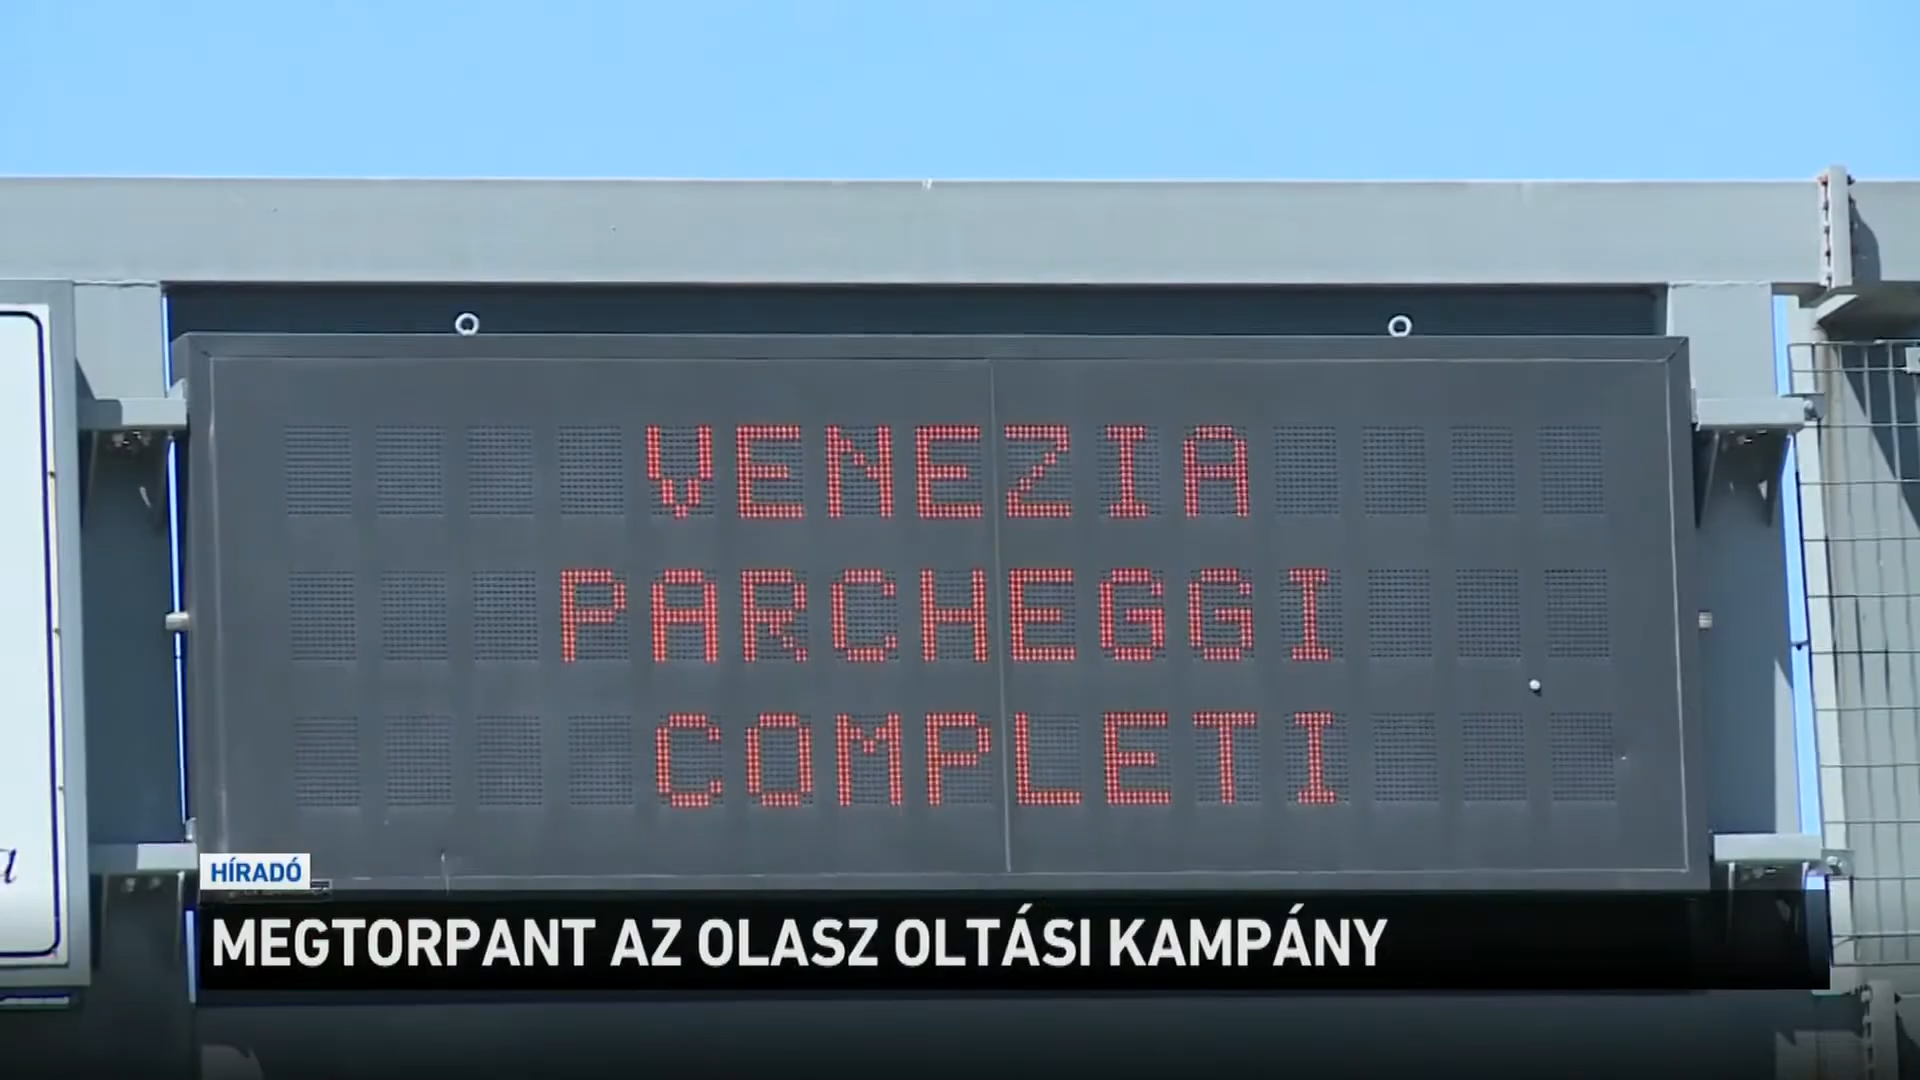 VENEZIA
PARCHEGGI
COMPLETI
HÍRADÓ
MEGTORPANT AZ OLASZ OLTÁSI KAMPÁNY